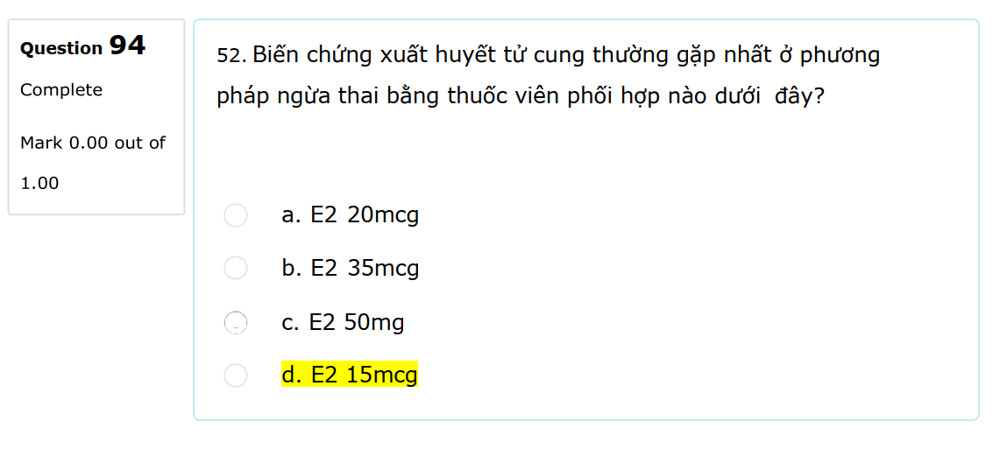 Question 94
Complete
Mark 0.00 out of
1.00
52. Biến chứng xuất huyết tử cung thường gặp nhất ở phương
pháp ngừa thai bằng thuốc viên phối hợp nào dưới  đây?
a. E2 20mcg
b. E2 35mcg
c. E2 50mg
d. E2 15mcg